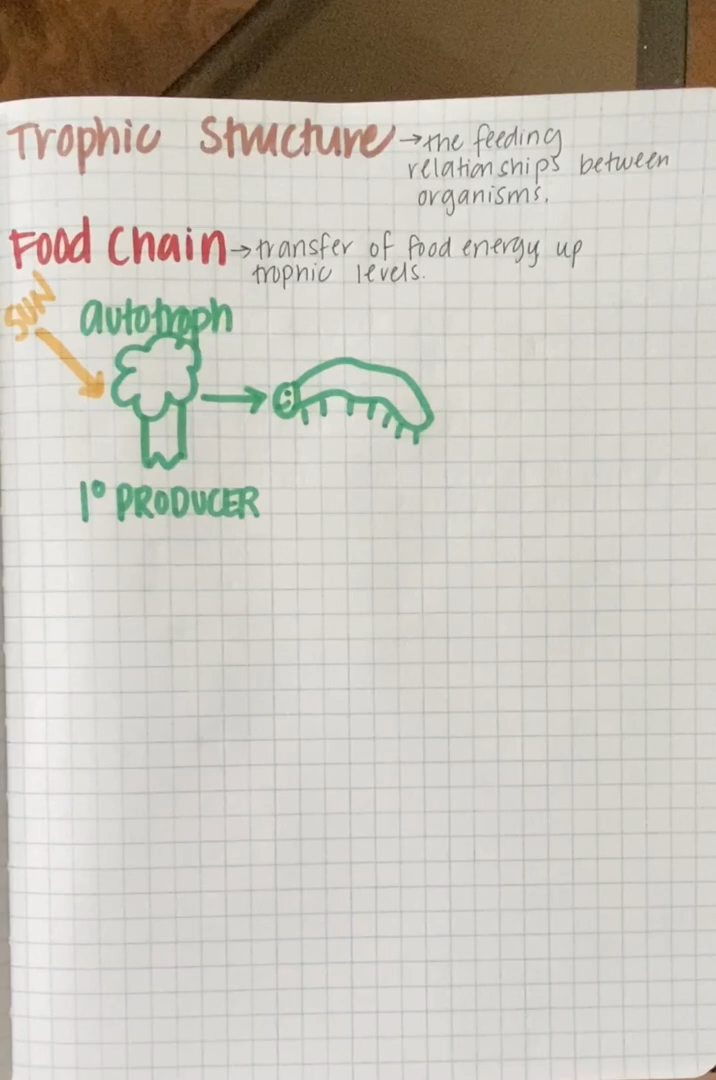 Trophic Structure → the feeding
relationships between
organisms.
Food Chain → transfer of food energy up
trophic levels.
SUN
autotroph
1° PRODUCER